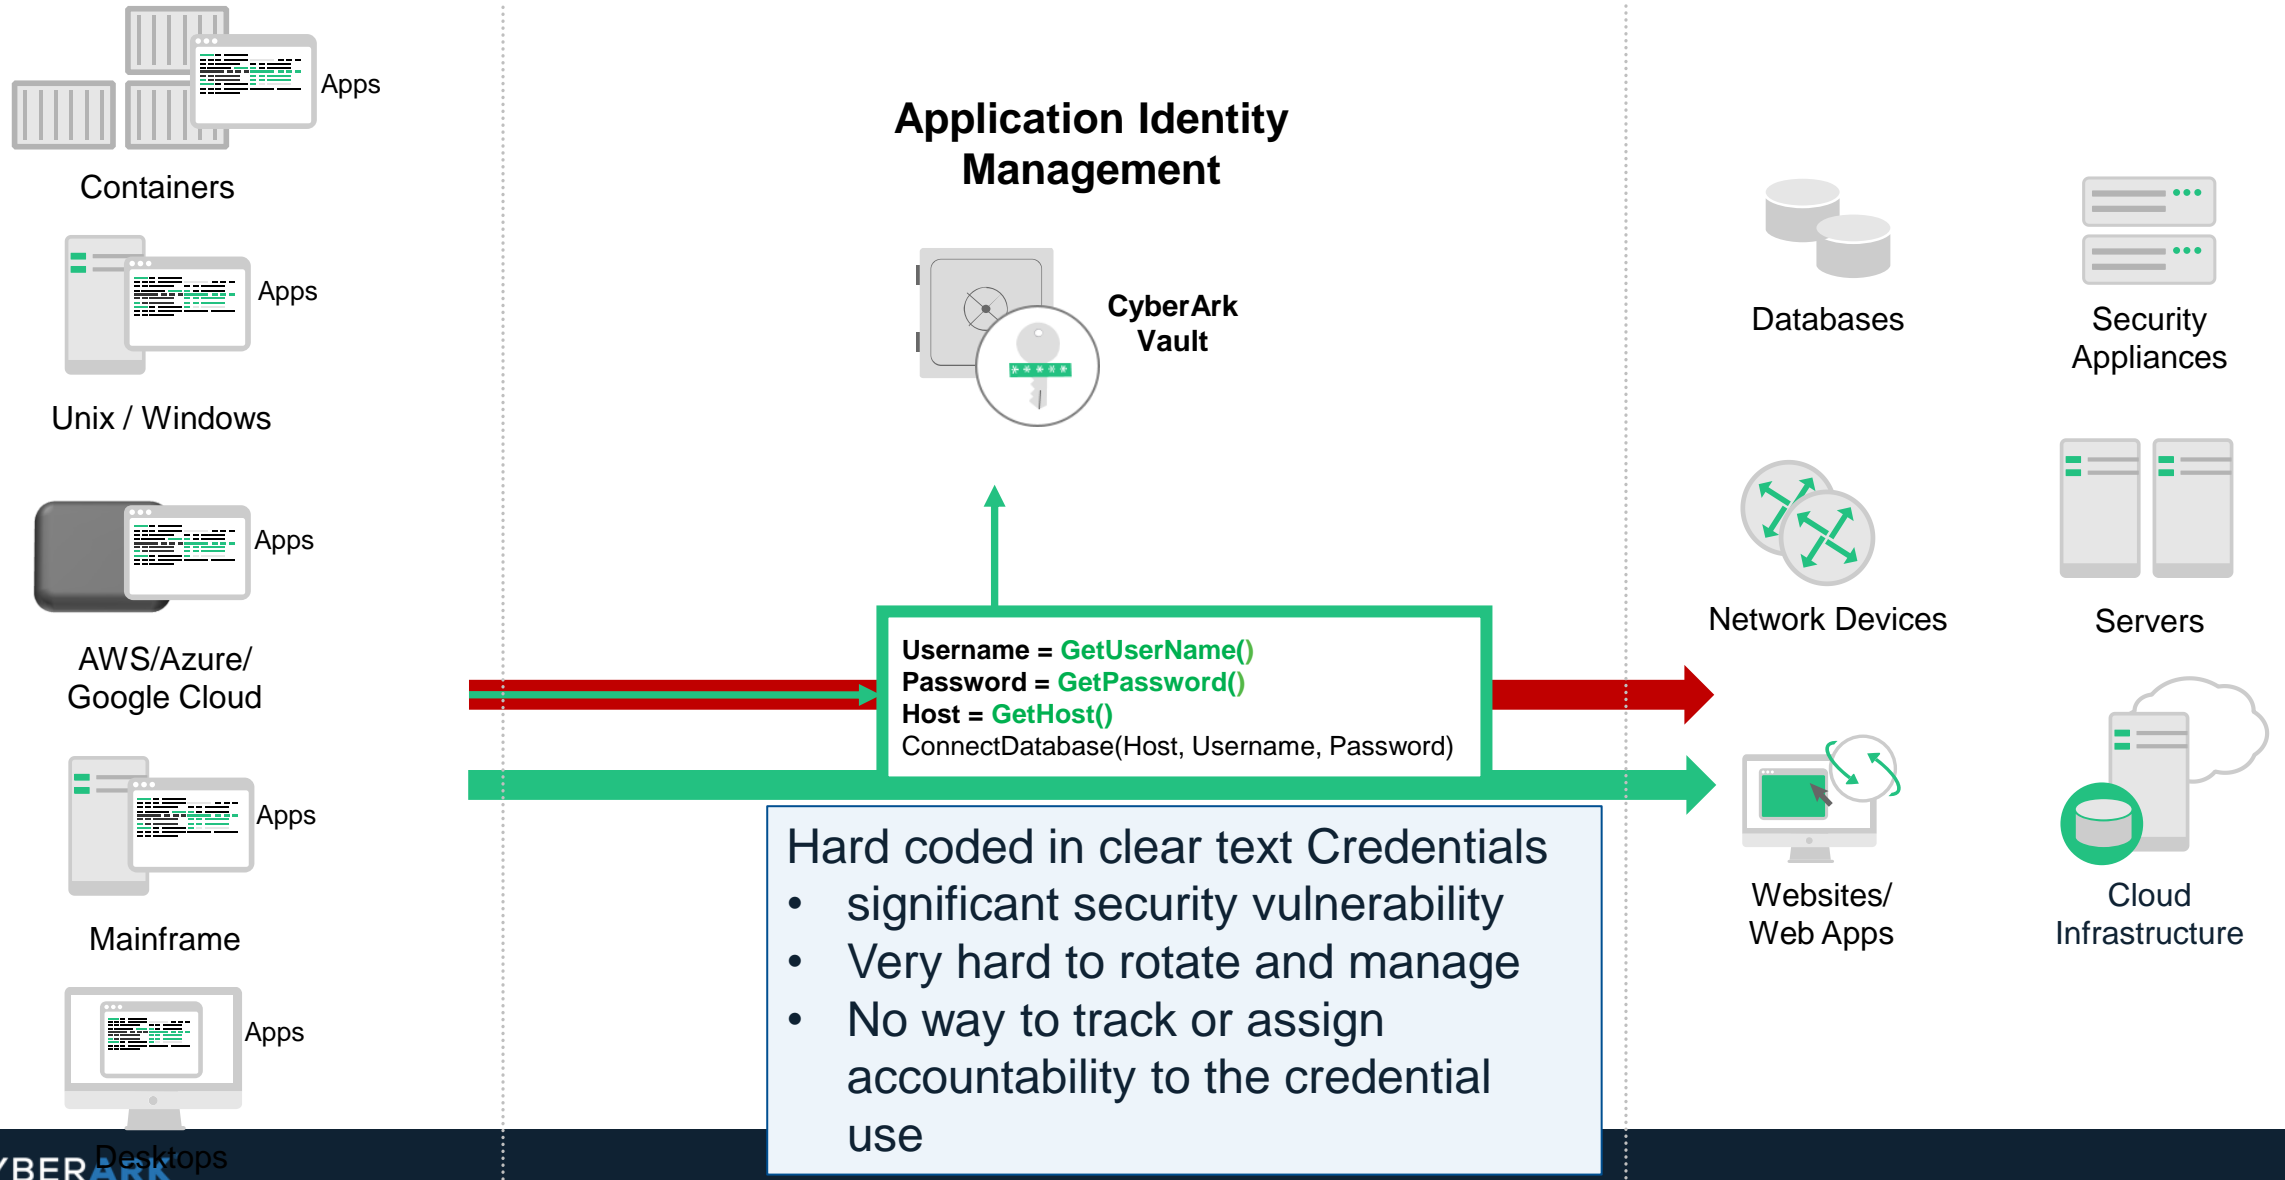 Apps
Containers
Apps
Unix / Windows
Apps
AWS/Azure/
Google Cloud
Apps
Mainframe
Apps
Desktops
Application Identity
Management
CyberArk
Vault
* * * * *
Username = GetUserName()
Password = GetPassword()
Host = GetHost()
ConnectDatabase(Host, Username, Password)
Hard coded in clear text Credentials
• significant security vulnerability
• Very hard to rotate and manage
• No way to track or assign
accountability to the credential
use
Databases
Security
Appliances
Network Devices
Servers
Websites/
Web Apps
Cloud
Infrastructure
YBERARK